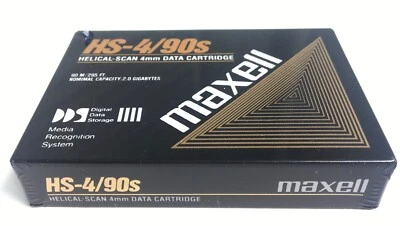 HS-4/90s
HELICAL-SCAN 4mm DATA CARTRIDGE
90 M/295 FT
NOMINAL CAPACITY:2.0 GIGABYTES
maxell
DDS Digital
Data
Storage
Media
Recognition
System
HS-4/90s
HELICAL-SCAN 4mm DATA CARTRIDGE
maxell